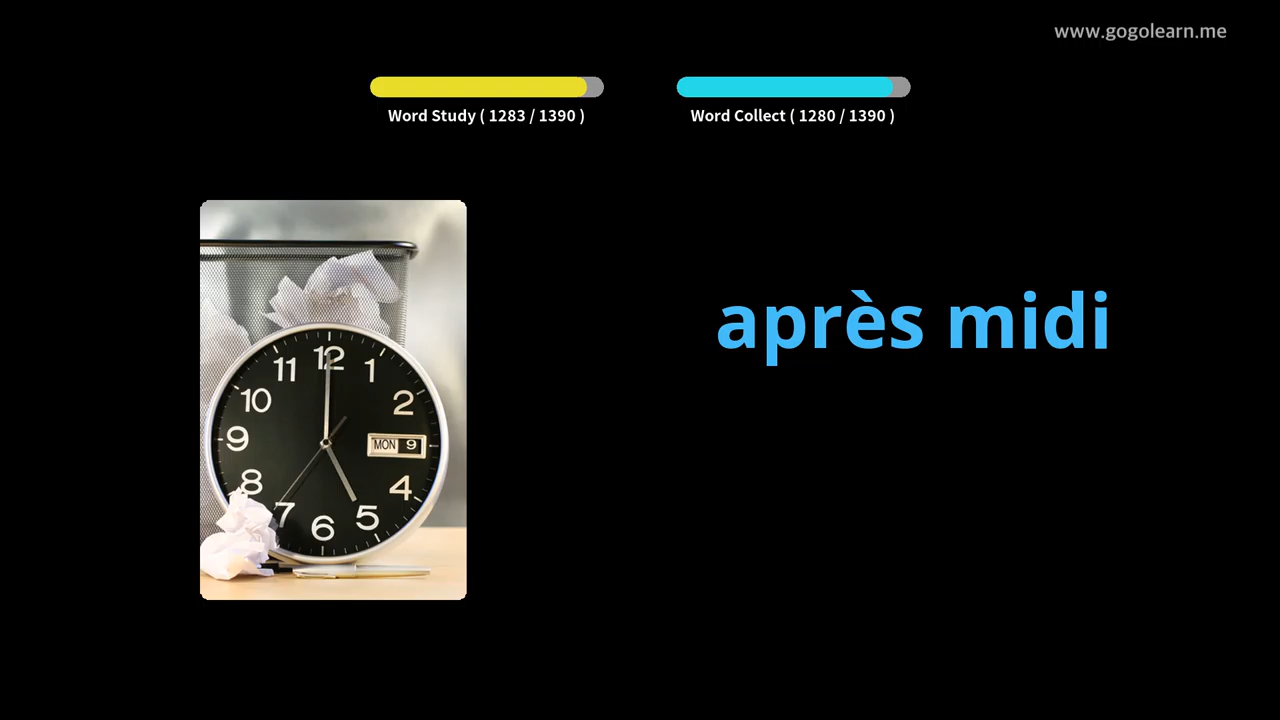 www.gogolearn.me
Word Study ( 1283 / 1390 )
Word Collect ( 1280 / 1390 )
après midi
12
1
2
MON 9
4
5
6
7
8
9
10
11